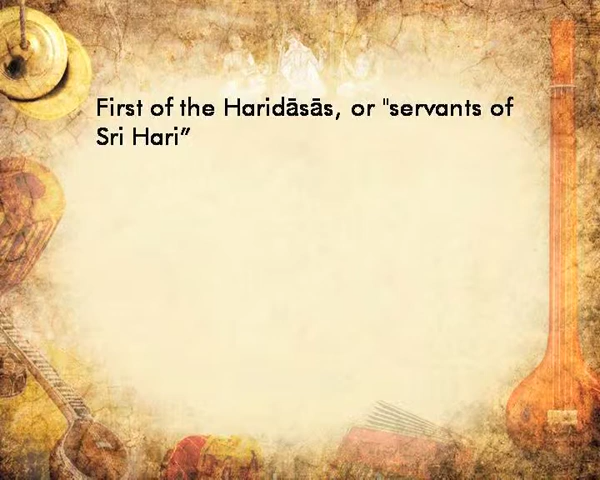 First of the Haridāsās, or "servants of
Sri Hari”